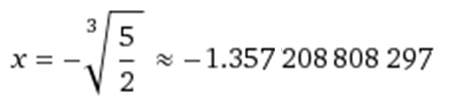 x = −∛(5/2) ≈ −1.357 208 808 297